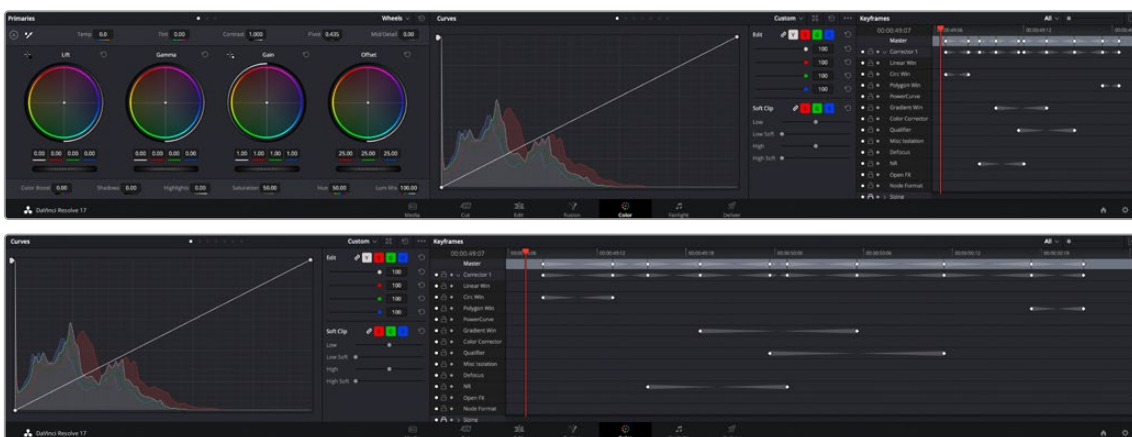 Primaries Wheels Curves Custom Keyframes All
Temp 0.0 Tint 0.00 Contrast 1.000 Pivot 0.435 Mid/Detail 0.00 Edit Y 00:00:49:07
Lift Gamma Gain Offset 100 Master
100 Corrector 1
100 Linear Win
100 Circ Win
Polygon Win
PowerCurve
Soft Clip Gradient Win
Low Color Corrector
Low Soft Qualifier
High Misc Isolation
High Soft Defocus
0.00 0.00 0.00 0.00 0.00 0.00 0.00 0.00 1.00 1.00 1.00 1.00 25.00 25.00 25.00 NR
Open FX
Color Boost 0.00 Shadows 0.00 Highlights 0.00 Saturation 50.00 Hue 50.00 Lum Mix 100.00 Node Format
Sizing
DaVinci Resolve 17 Media Cut Edit Fusion Color Fairlight Deliver
Curves Custom Keyframes All
Edit Y 00:00:49:07
100 Master
100 Corrector 1
100 Linear Win
100 Circ Win
Polygon Win
PowerCurve
Soft Clip Gradient Win
Low Color Corrector
Low Soft Qualifier
High Misc Isolation
High Soft Defocus
NR
Open FX
Node Format
Sizing
DaVinci Resolve 17